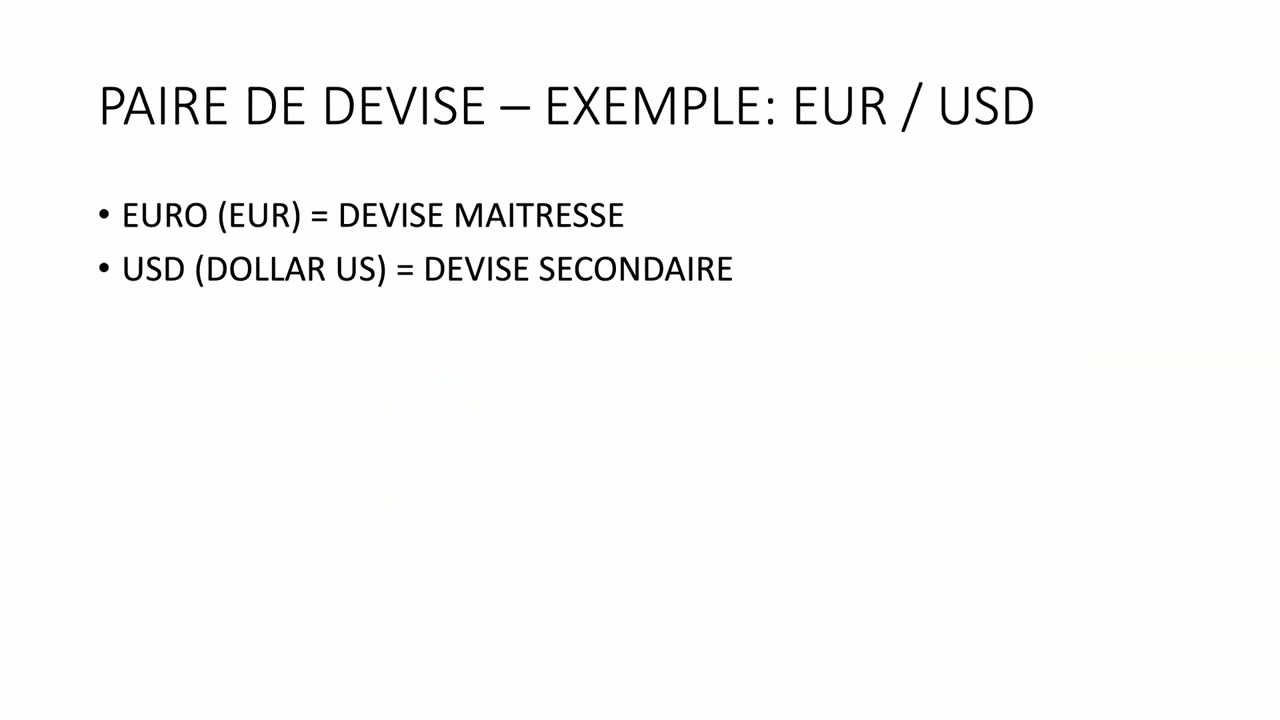 PAIRE DE DEVISE – EXEMPLE: EUR / USD
• EURO (EUR) = DEVISE MAITRESSE
• USD (DOLLAR US) = DEVISE SECONDAIRE